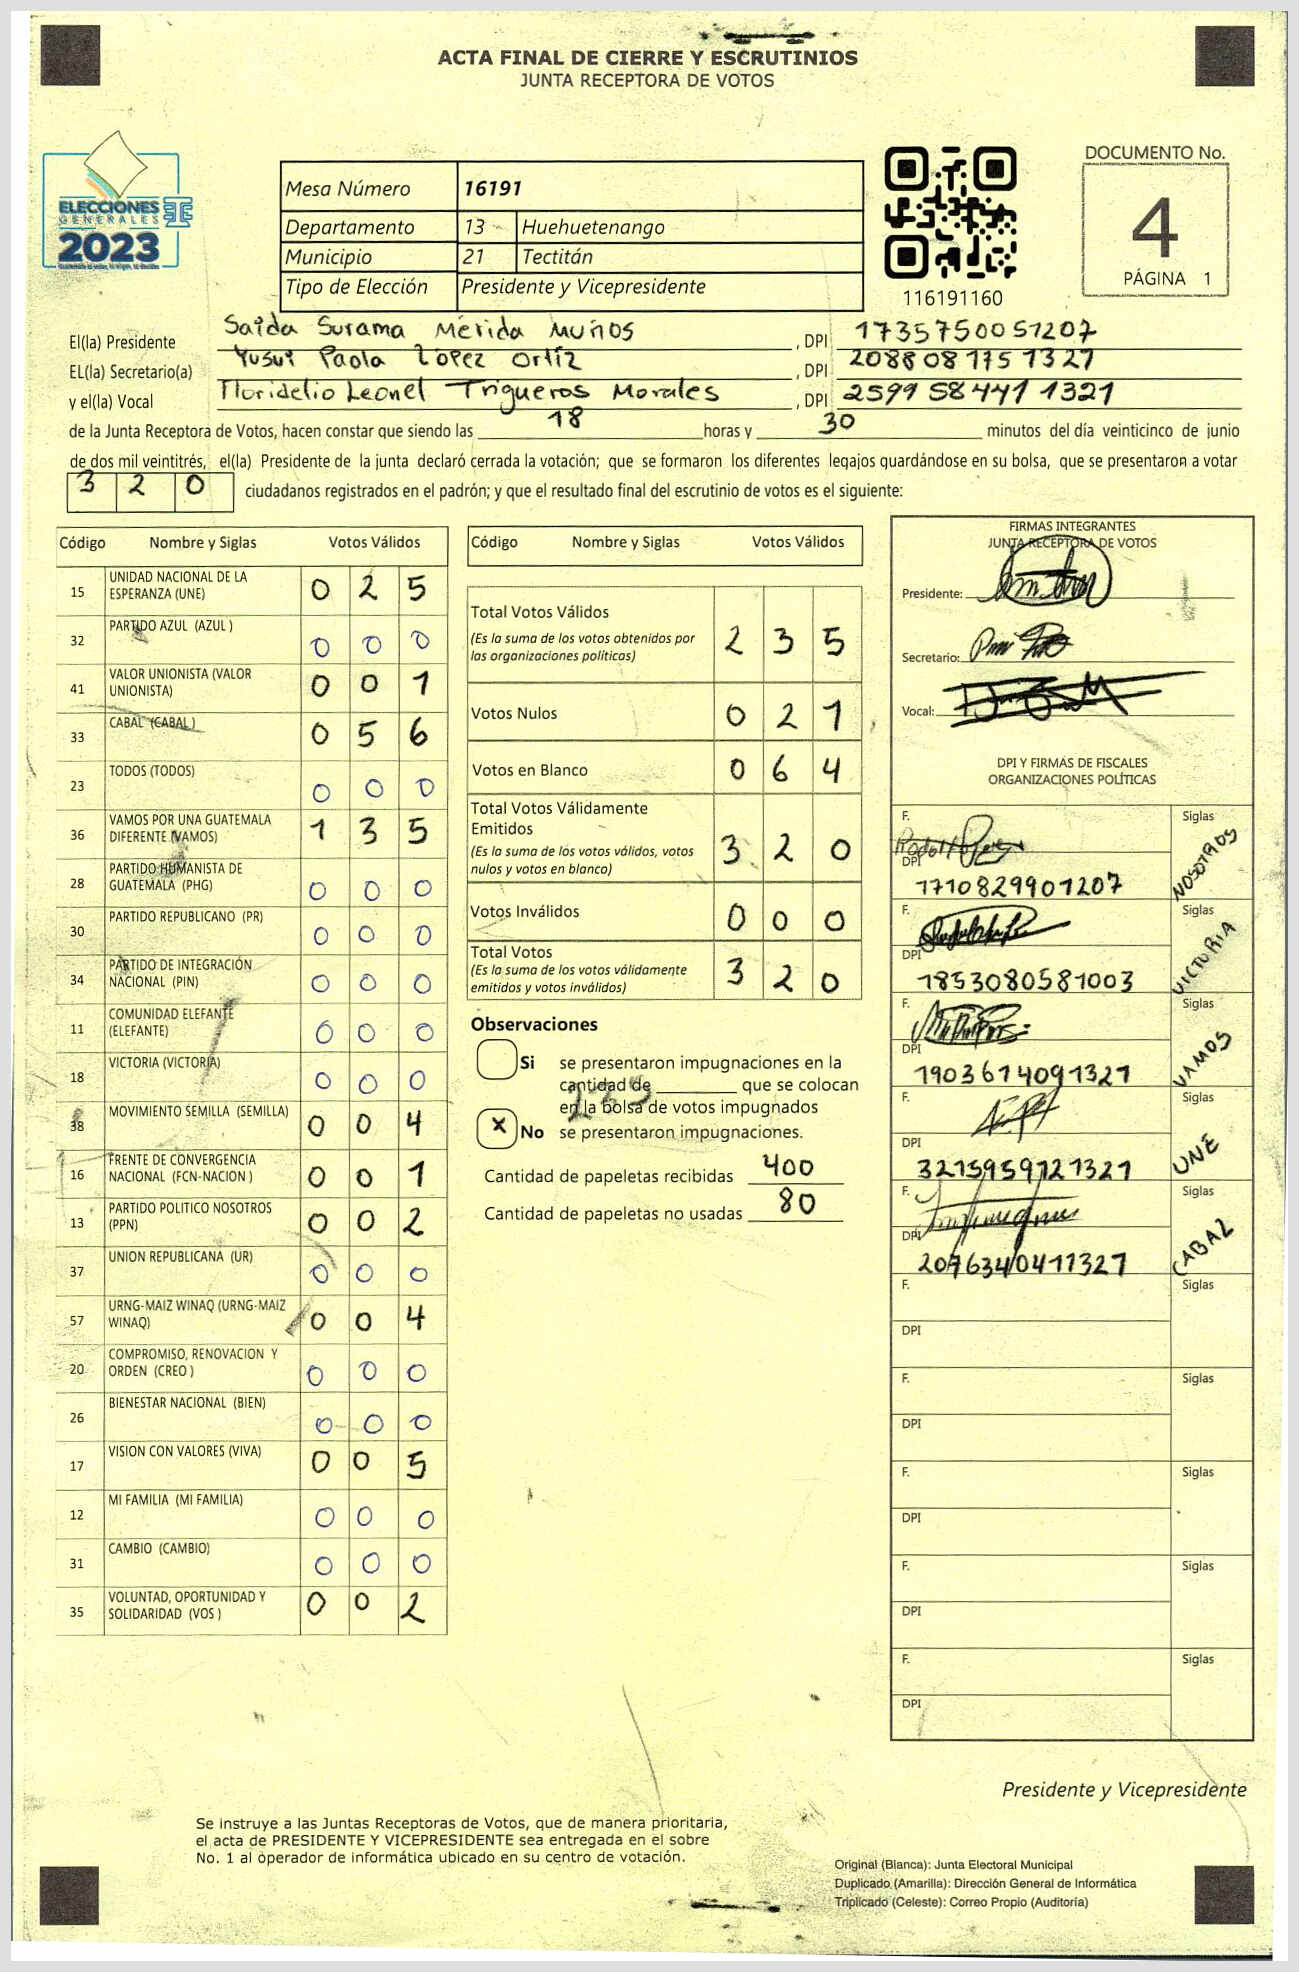 ACTA FINAL DE CIERRE Y ESCRUTINIOS
JUNTA RECEPTORA DE VOTOS
ELECCIONES
GENERALES
2023
Mesa Número 16191
Departamento 13 Huehuetenango
Municipio 21 Tectitán
Tipo de Elección Presidente y Vicepresidente
116191160
DOCUMENTO No.
4
PÁGINA 1
El(la) Presidente Saida Surama Mérida Muños , DPI 1735750051207
EL(la) Secretario(a) Yusui Paola López Ortíz , DPI 2088081751327
y el(la) Vocal Floridelio Leonel Trigueros Morales , DPI 2599584471321
de la Junta Receptora de Votos, hacen constar que siendo las 18 horas y 30 minutos del día veinticinco de junio
de dos mil veintitrés, el(la) Presidente de la junta declaró cerrada la votación; que se formaron los diferentes legajos guardándose en su bolsa, que se presentaron a votar
3 2 0 ciudadanos registrados en el padrón; y que el resultado final del escrutinio de votos es el siguiente:
Código Nombre y Siglas Votos Válidos
15 UNIDAD NACIONAL DE LA ESPERANZA (UNE) 0 2 5
32 PARTIDO AZUL (AZUL ) 0 0 0
41 VALOR UNIONISTA (VALOR UNIONISTA) 0 0 1
33 CABAL (CABAL ) 0 5 6
23 TODOS (TODOS) 0 0 0
36 VAMOS POR UNA GUATEMALA DIFERENTE (VAMOS) 1 3 5
28 PARTIDO HUMANISTA DE GUATEMALA (PHG) 0 0 0
30 PARTIDO REPUBLICANO (PR) 0 0 0
34 PARTIDO DE INTEGRACIÓN NACIONAL (PIN) 0 0 0
11 COMUNIDAD ELEFANTE (ELEFANTE) 0 0 0
18 VICTORIA (VICTORIA) 0 0 0
38 MOVIMIENTO SEMILLA (SEMILLA) 0 0 4
16 FRENTE DE CONVERGENCIA NACIONAL (FCN-NACION ) 0 0 1
13 PARTIDO POLITICO NOSOTROS (PPN) 0 0 2
37 UNION REPUBLICANA (UR) 0 0 0
57 URNG-MAIZ WINAQ (URNG-MAIZ WINAQ) 0 0 4
20 COMPROMISO, RENOVACION Y ORDEN (CREO ) 0 0 0
26 BIENESTAR NACIONAL (BIEN) 0 0 0
17 VISION CON VALORES (VIVA) 0 0 5
12 MI FAMILIA (MI FAMILIA) 0 0 0
31 CAMBIO (CAMBIO) 0 0 0
35 VOLUNTAD, OPORTUNIDAD Y SOLIDARIDAD (VOS ) 0 0 2
Código Nombre y Siglas Votos Válidos
Total Votos Válidos 2 3 5
(Es la suma de los votos obtenidos por
las organizaciones políticas)
Votos Nulos 0 2 1
Votos en Blanco 0 6 4
Total Votos Válidamente
Emitidos 3 2 0
(Es la suma de los votos válidos, votos
nulos y votos en blanco)
Votos Inválidos 0 0 0
Total Votos 3 2 0
(Es la suma de los votos válidamente
emitidos y votos inválidos)
Observaciones
Si se presentaron impugnaciones en la
cantidad de ________ que se colocan
en la bolsa de votos impugnados
X No se presentaron impugnaciones.
Cantidad de papeletas recibidas 400
Cantidad de papeletas no usadas 80
FIRMAS INTEGRANTES
JUNTA RECEPTORA DE VOTOS
Presidente:
Secretario:
Vocal:
DPI Y FIRMAS DE FISCALES
ORGANIZACIONES POLÍTICAS
F. Siglas NOSOTROS
DPI 1710829901207
F. Siglas VICTORIA
DPI 1853080581003
F. Siglas VAMOS
DPI 1903614091321
F. Siglas UNE
DPI 3215959121321
F. Siglas CABAL
DPI 2076340411321
F. Siglas
DPI
F. Siglas
DPI
F. Siglas
DPI
F. Siglas
DPI
F. Siglas
DPI
Presidente y Vicepresidente
Se instruye a las Juntas Receptoras de Votos, que de manera prioritaria,
el acta de PRESIDENTE Y VICEPRESIDENTE sea entregada en el sobre
No. 1 al operador de informática ubicado en su centro de votación.
Original (Blanca): Junta Electoral Municipal
Duplicado (Amarilla): Dirección General de Informática
Triplicado (Celeste): Correo Propio (Auditoría)